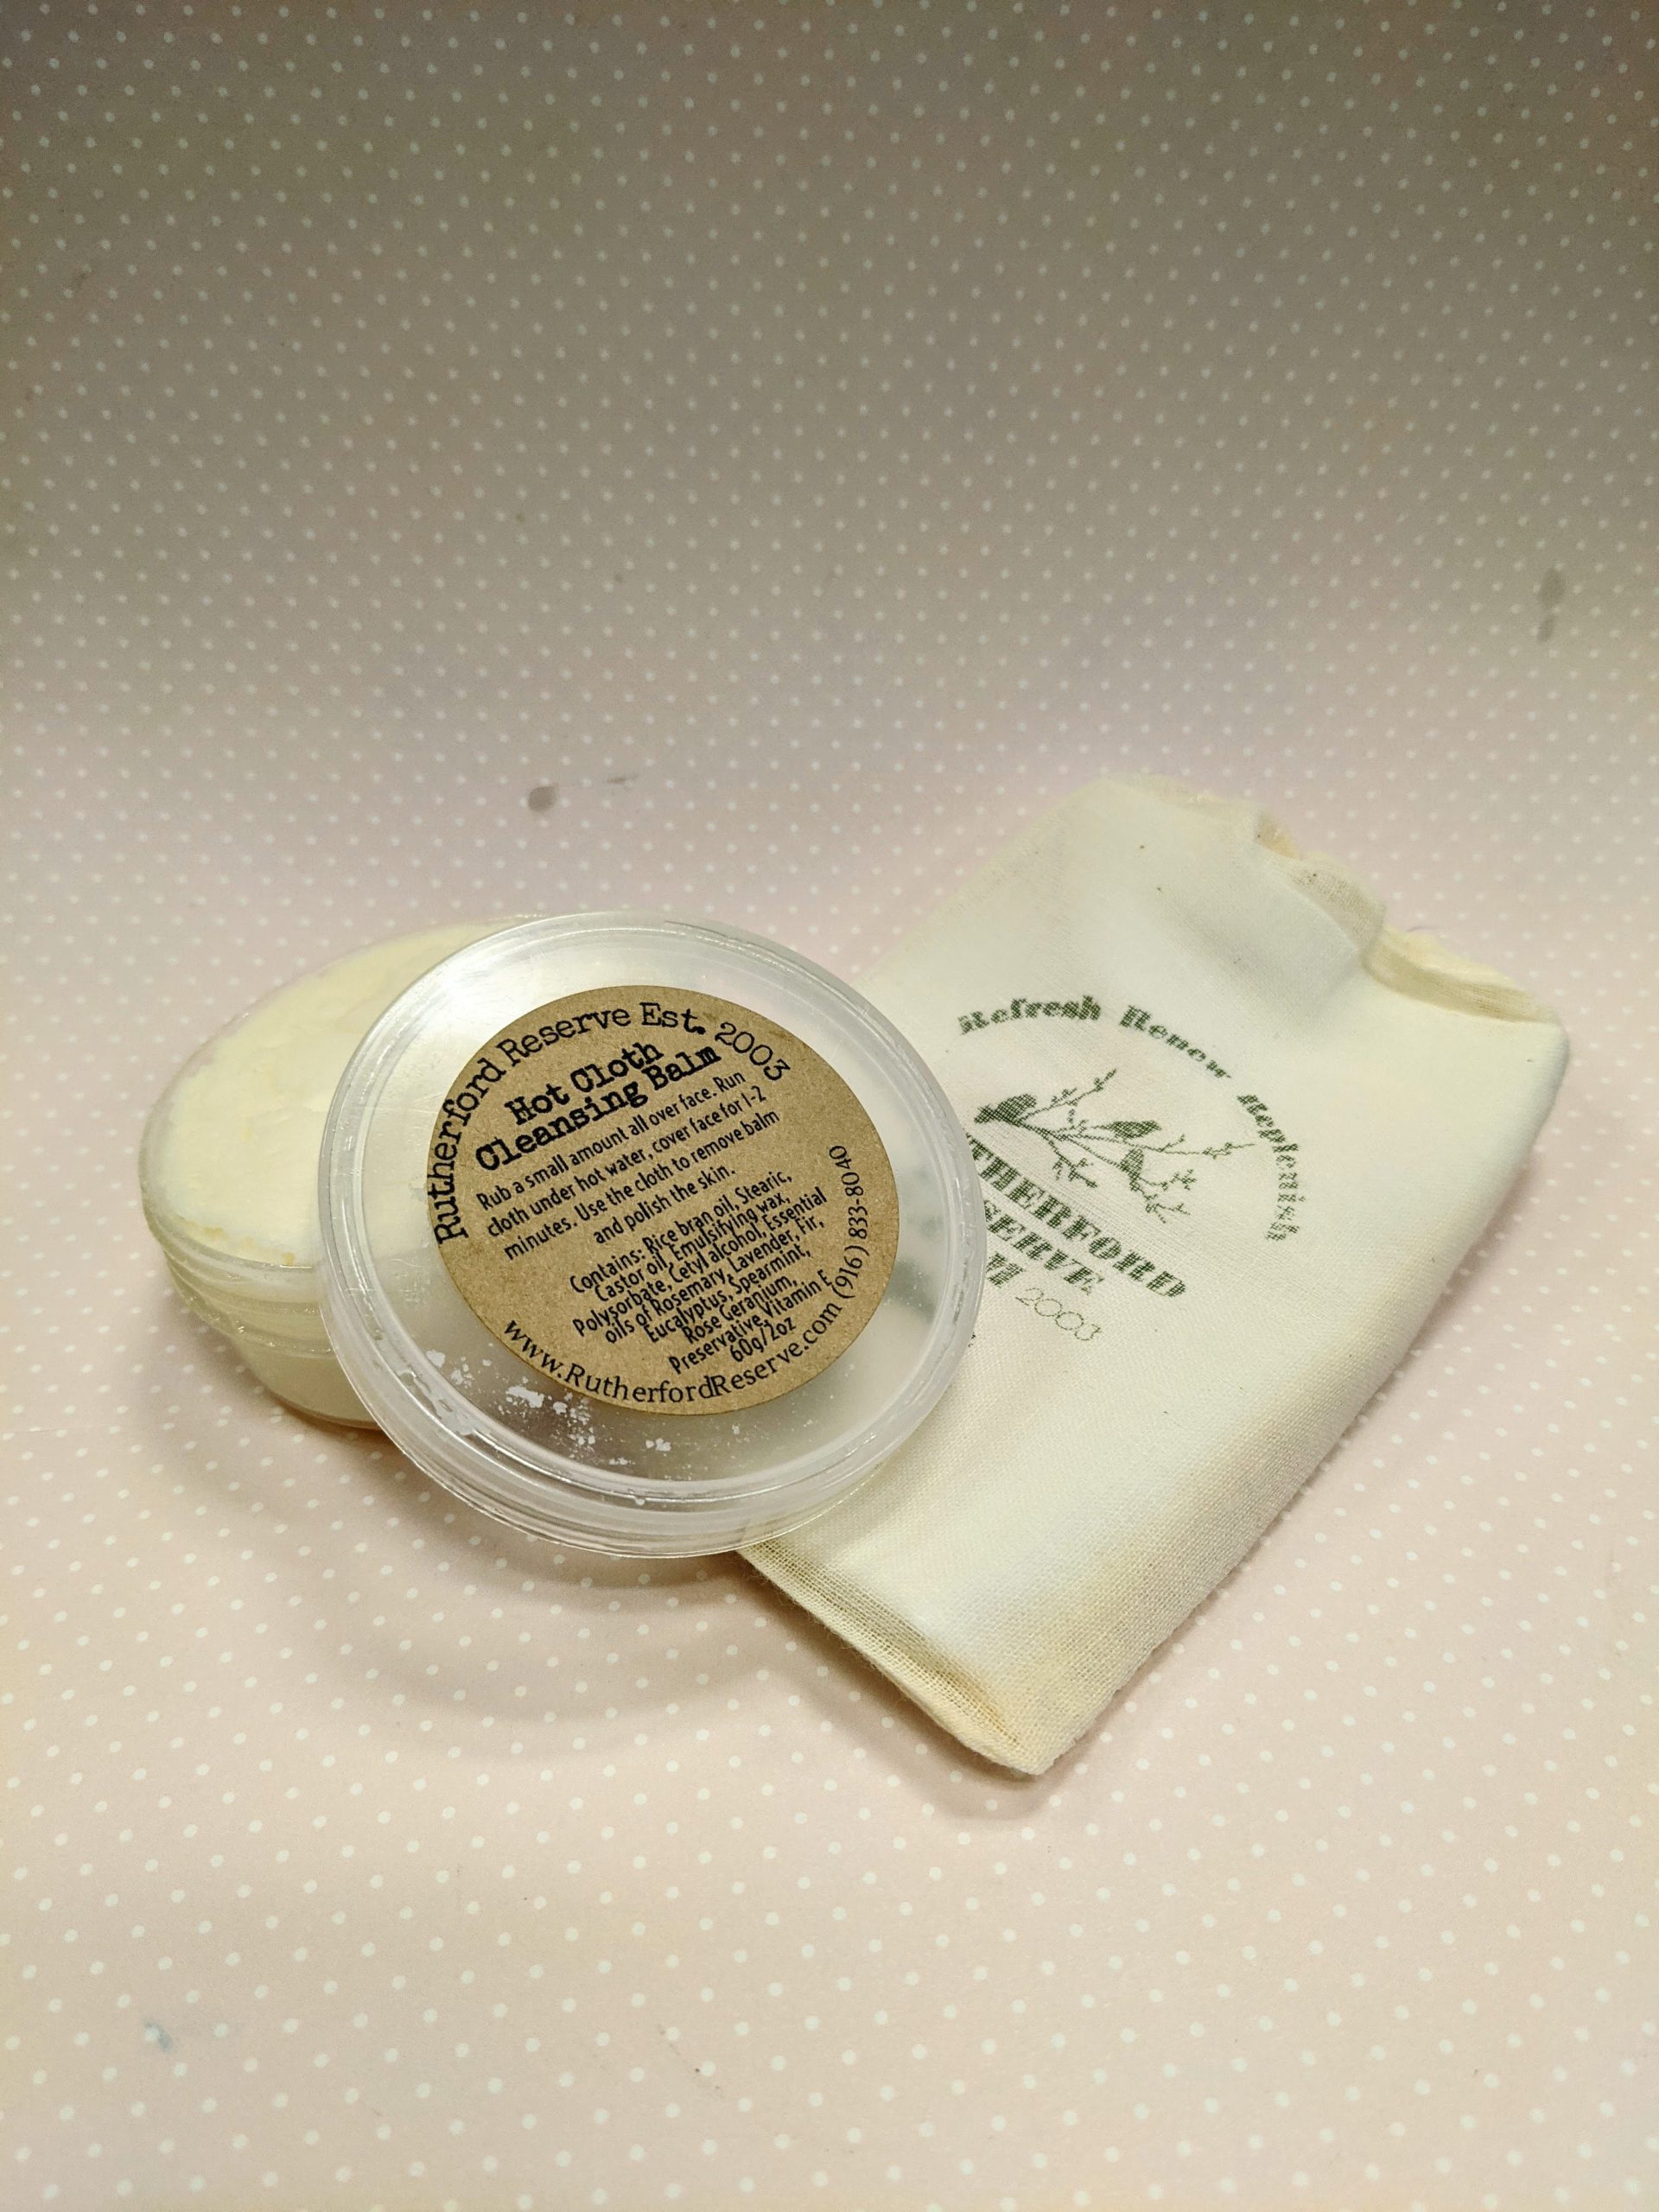 Rutherford Reserve Est. 2003
Hot Cloth
Cleansing Balm
Rub a small amount all over face. Run
cloth under hot water, cover face for 1-2
minutes. Use the cloth to remove balm
and polish the skin.
Contains: Rice bran oil, Stearic,
Castor oil, Emulsifying wax,
Polysorbate, Cetyl alcohol, Essential
oils of Rosemary, Lavender, Fir,
Eucalyptus, Spearmint,
Rose Geranium,
Preservative, Vitamin E
60g/2oz
www.RutherfordReserve.com (916) 833-8040
Refresh Renew Replenish
THERFORD
SERVE
2003